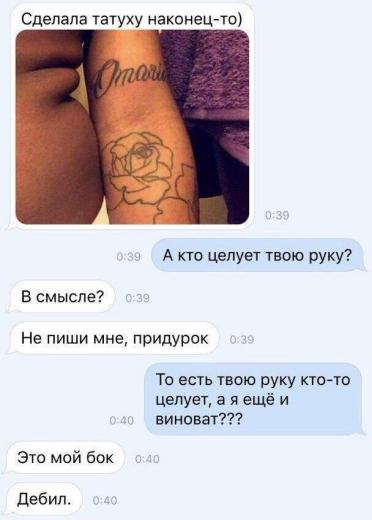 Сделала татуху наконец-то)
Omari
0:39
0:39
А кто целует твою руку?
В смысле?
0:39
Не пиши мне, придурок
0:39
То есть твою руку кто-то
целует, а я ещё и
виноват???
0:40
Это мой бок
0:40
Дебил.
0:40